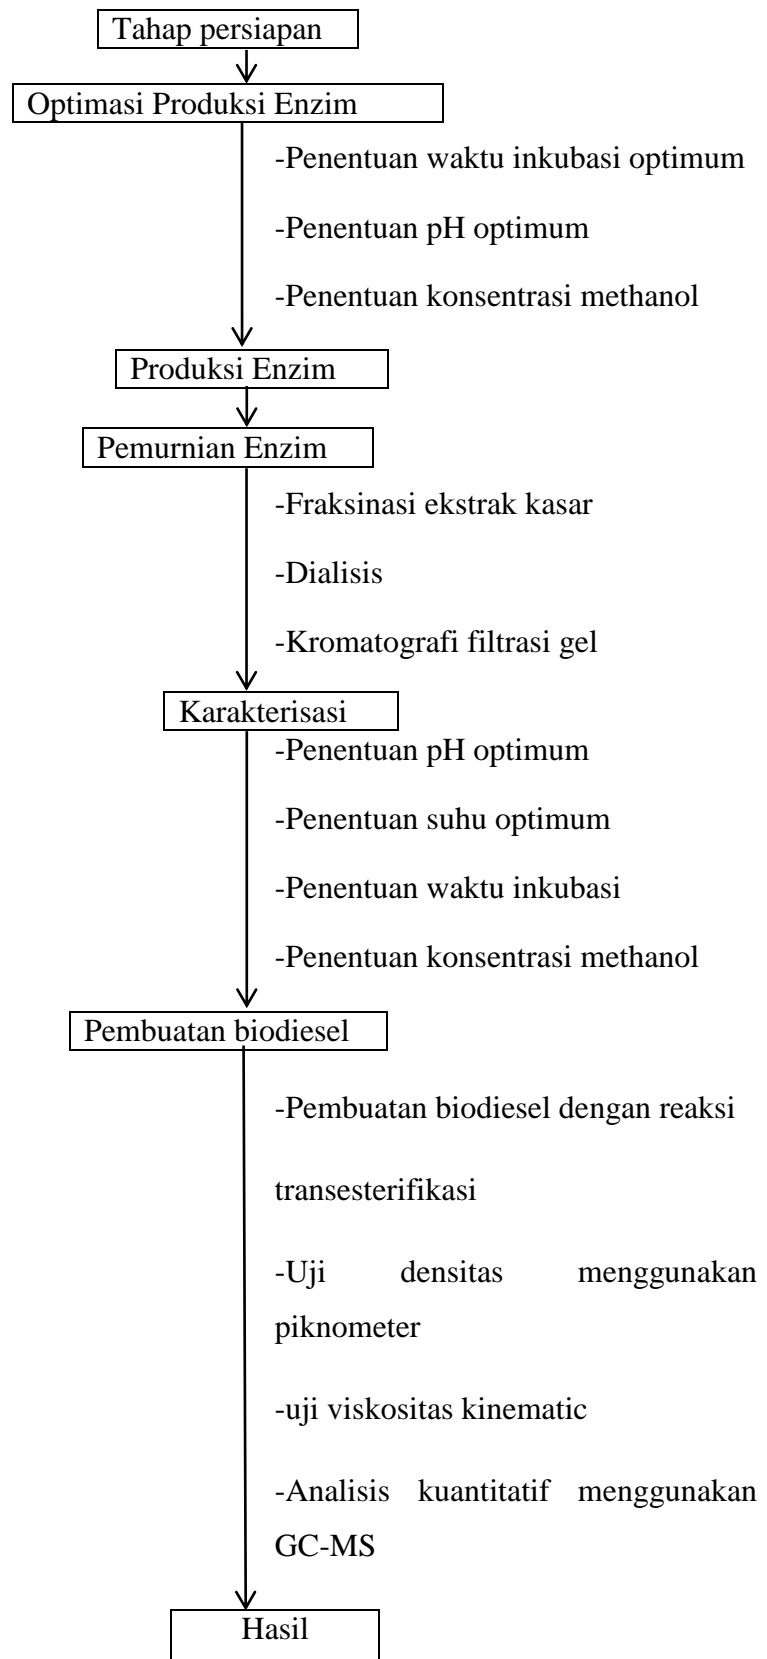 Tahap persiapan
Optimasi Produksi Enzim
-Penentuan waktu inkubasi optimum
-Penentuan pH optimum
-Penentuan konsentrasi methanol
Produksi Enzim
Pemurnian Enzim
-Fraksinasi ekstrak kasar
-Dialisis
-Kromatografi filtrasi gel
Karakterisasi
-Penentuan pH optimum
-Penentuan suhu optimum
-Penentuan waktu inkubasi
-Penentuan konsentrasi methanol
Pembuatan biodiesel
-Pembuatan biodiesel dengan reaksi
transesterifikasi
-Uji densitas menggunakan
piknometer
-uji viskositas kinematic
-Analisis kuantitatif menggunakan
GC-MS
Hasil